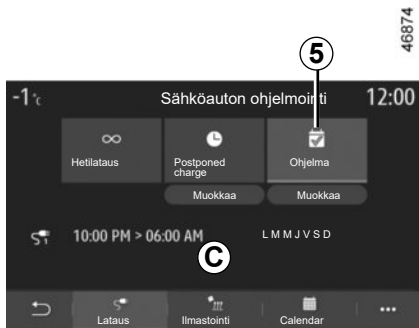 46874
5
-1°c Sähköauton ohjelmointi 12:00
Hetilataus
Postponed
charge
Ohjelma
Muokkaa Muokkaa
10:00 PM > 06:00 AM L M M J V S D
C
Lataus Ilmastointi Calendar